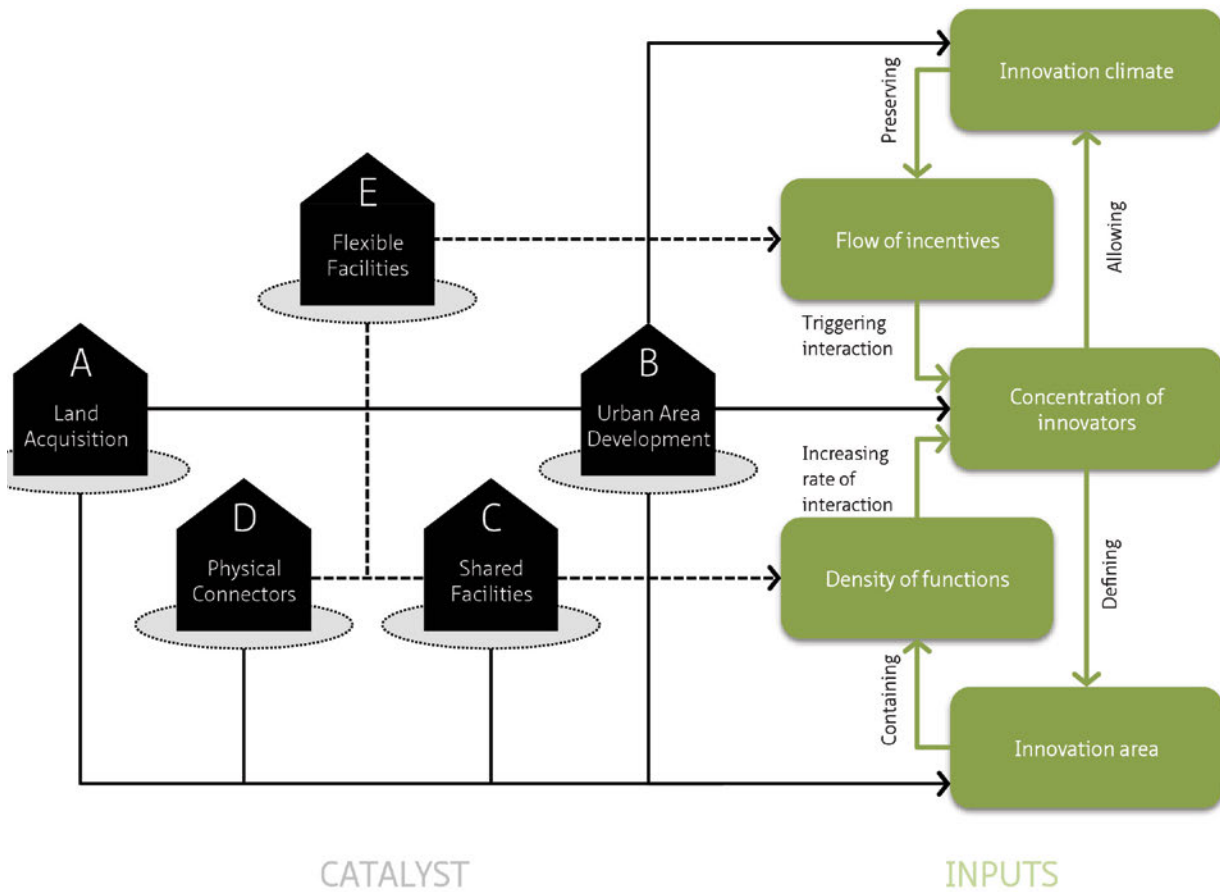 Innovation climate
Preserving
E
Flexible
Facilities
Flow of incentives
Allowing
Triggering
interaction
A
Land
Acquisition
B
Urban Area
Development
Concentration of
innovators
Increasing
rate of
interaction
D
Physical
Connectors
C
Shared
Facilities
Density of functions
Defining
Containing
Innovation area
CATALYST
INPUTS